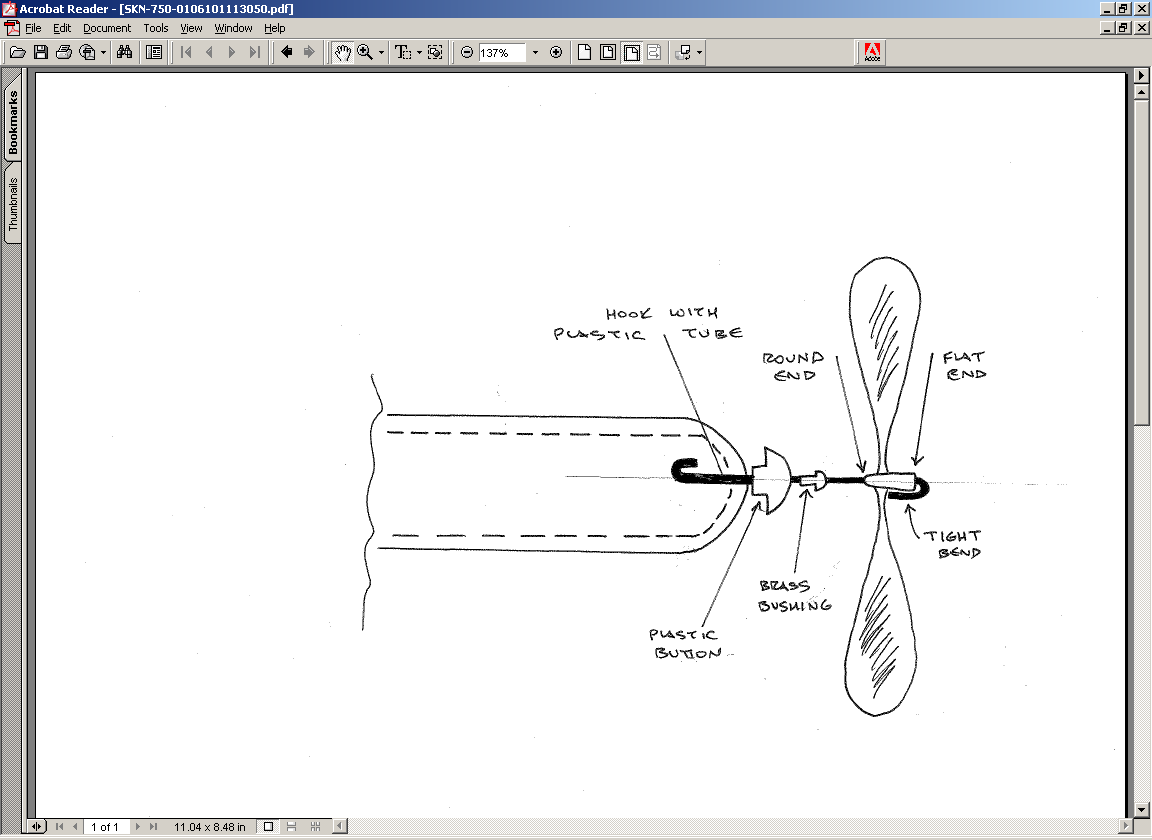 Acrobat Reader - [SKN-750-0106101113050.pdf]
File Edit Document Tools View Window Help
137%
Adobe
Bookmarks
Thumbnails
HOOK WITH
PLASTIC TUBE
ROUND
END
FLAT
END
TIGHT
BEND
BRASS
BUSHING
PLASTIC
BUTTON
1 of 1
11.04 x 8.48 in